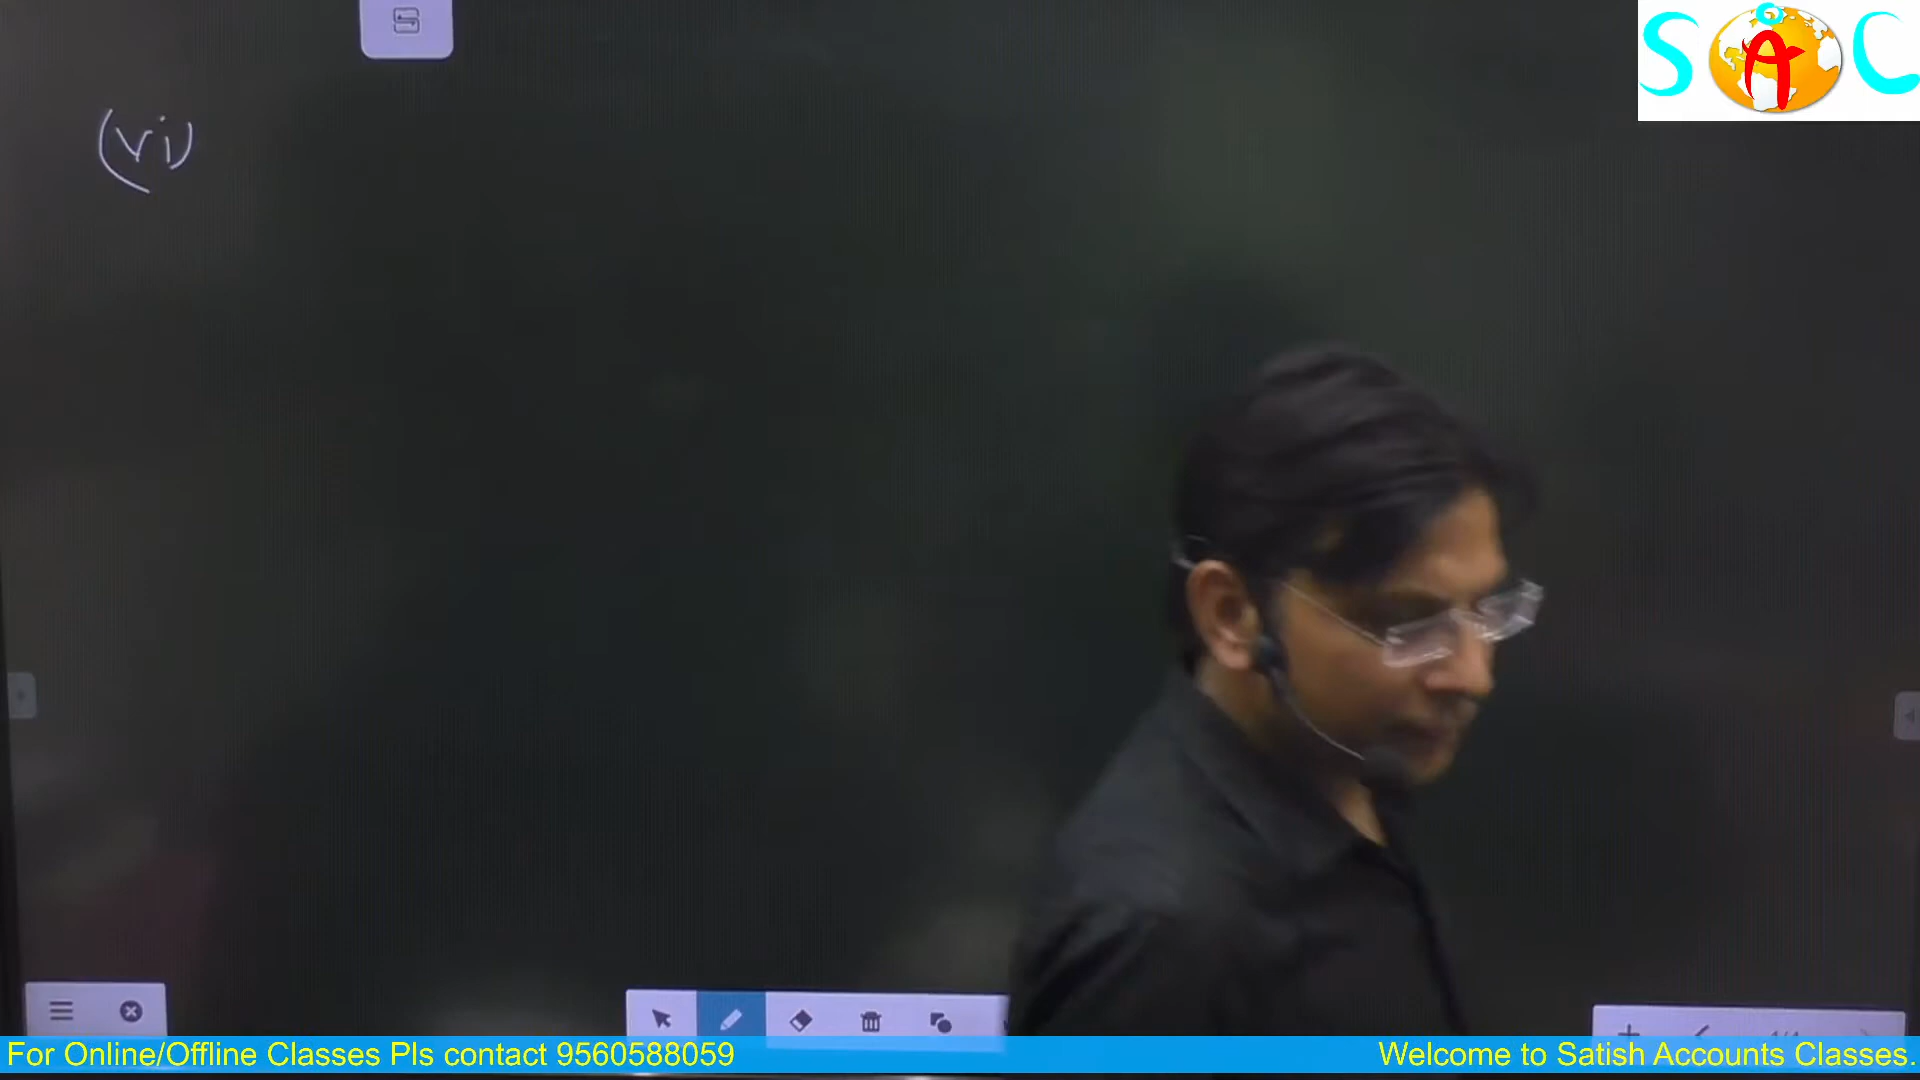 SAC
(vi)
For Online/Offline Classes Pls contact 9560588059
Welcome to Satish Accounts Classes.